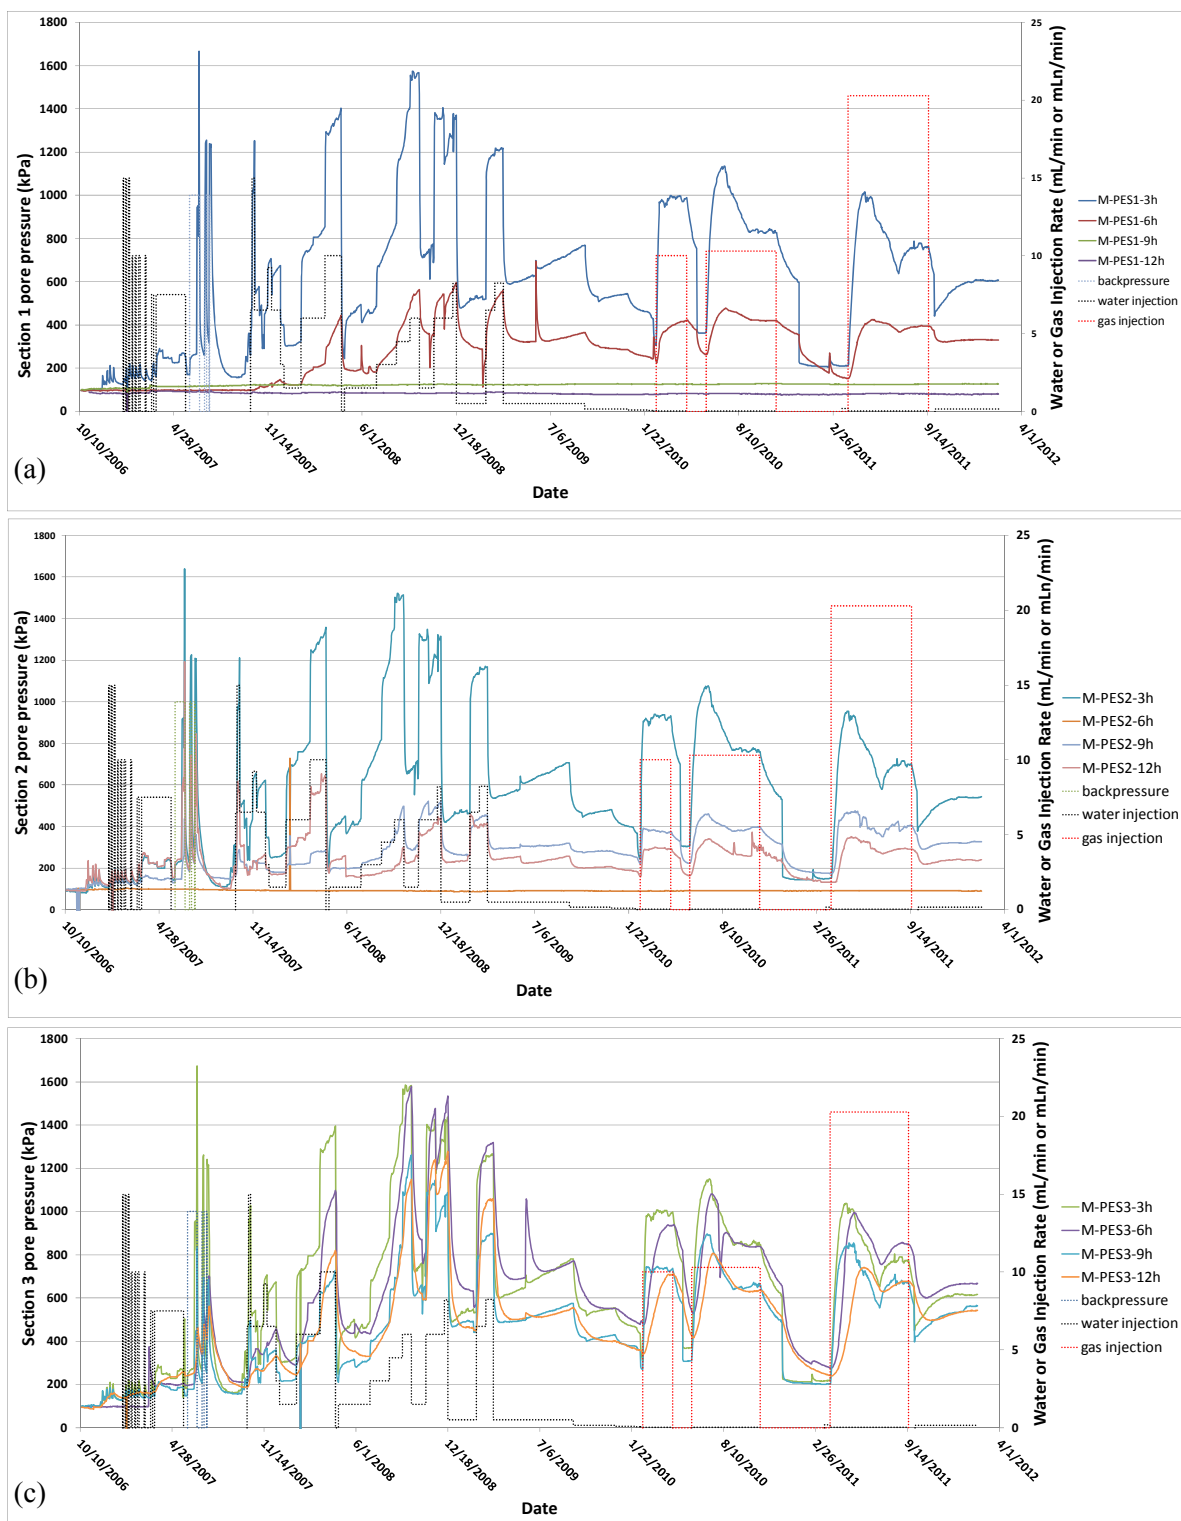 1800
1600
1400
1200
1000
800
600
400
200
0
Section 1 pore pressure (kPa)
25
20
15
10
5
0
Water or Gas Injection Rate (mL/min or mLn/min)
10/10/2006
4/28/2007
11/14/2007
6/1/2008
12/18/2008
7/6/2009
1/22/2010
8/10/2010
2/26/2011
9/14/2011
4/1/2012
Date
M-PES1-3h
M-PES1-6h
M-PES1-9h
M-PES1-12h
backpressure
water injection
gas injection
(a)
1800
1600
1400
1200
1000
800
600
400
200
0
Section 2 pore pressure (kPa)
25
20
15
10
5
0
Water or Gas Injection Rate (mL/min or mLn/min)
10/10/2006
4/28/2007
11/14/2007
6/1/2008
12/18/2008
7/6/2009
1/22/2010
8/10/2010
2/26/2011
9/14/2011
4/1/2012
Date
M-PES2-3h
M-PES2-6h
M-PES2-9h
M-PES2-12h
backpressure
water injection
gas injection
(b)
1800
1600
1400
1200
1000
800
600
400
200
0
Section 3 pore pressure (kPa)
25
20
15
10
5
0
Water or Gas Injection Rate (mL/min or mLn/min)
10/10/2006
4/28/2007
11/14/2007
6/1/2008
12/18/2008
7/6/2009
1/22/2010
8/10/2010
2/26/2011
9/14/2011
4/1/2012
Date
M-PES3-3h
M-PES3-6h
M-PES3-9h
M-PES3-12h
backpressure
water injection
gas injection
(c)